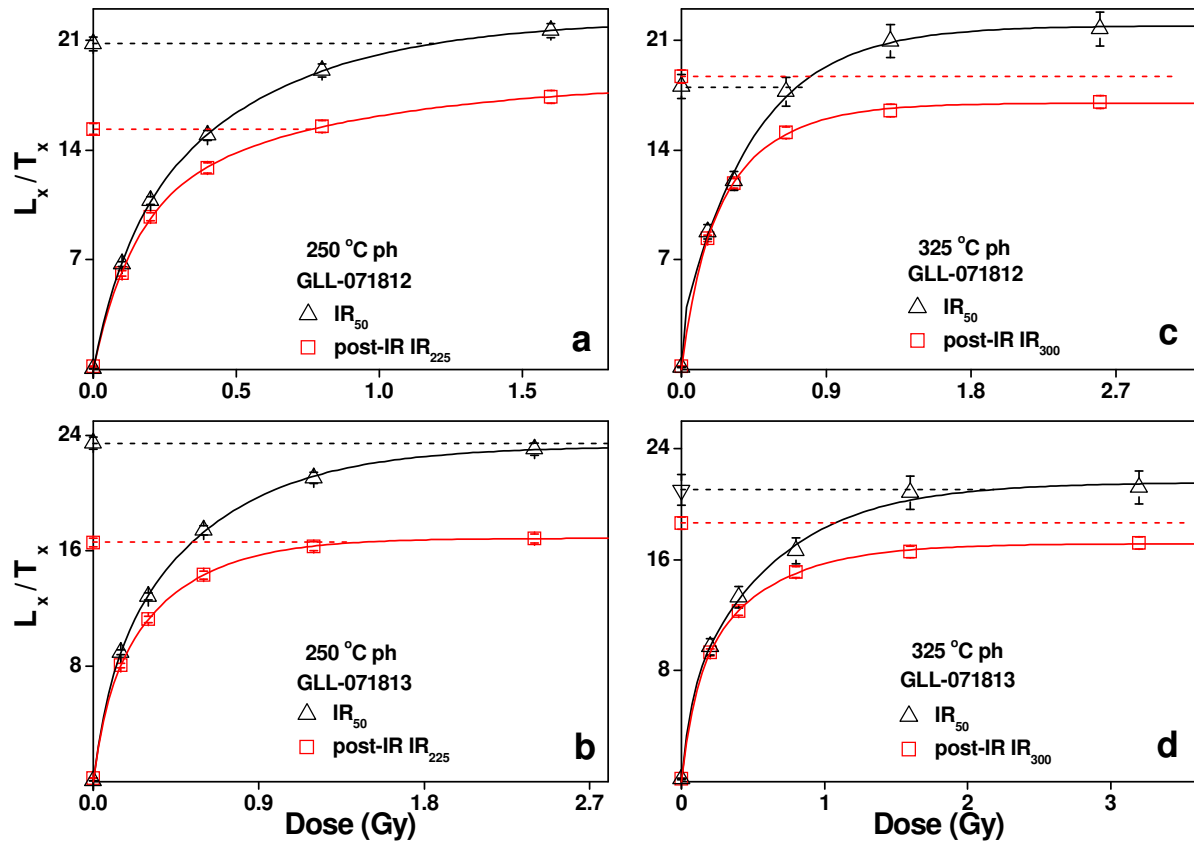 a
21
14
7
L_x / T_x
250 °C ph
GLL-071812
IR_50
post-IR IR_225
0.0 0.5 1.0 1.5
c
21
14
7
325 °C ph
GLL-071812
IR_50
post-IR IR_300
0.0 0.9 1.8 2.7
b
24
16
8
L_x / T_x
250 °C ph
GLL-071813
IR_50
post-IR IR_225
0.0 0.9 1.8 2.7
Dose (Gy)
d
24
16
8
325 °C ph
GLL-071813
IR_50
post-IR IR_300
0 1 2 3
Dose (Gy)